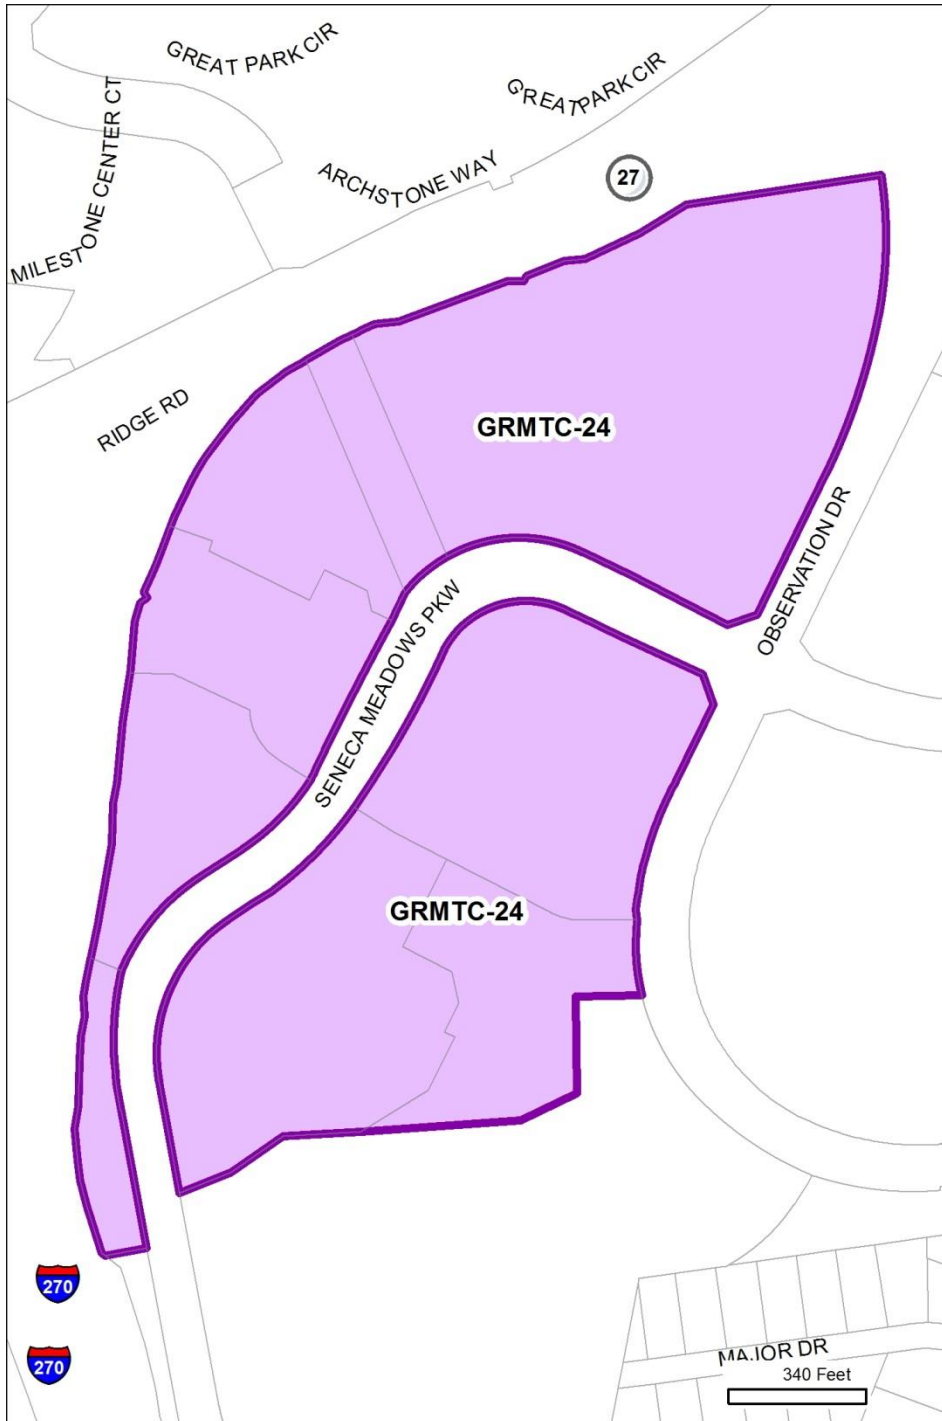 GREAT PARK CIR
GREAT PARK CIR
MILESTONE CENTER CT
ARCHSTONE WAY
27
RIDGE RD
GRMTC-24
OBSERVATION DR
SENECA MEADOWS PKW
GRMTC-24
270
270
MAJOR DR
340 Feet